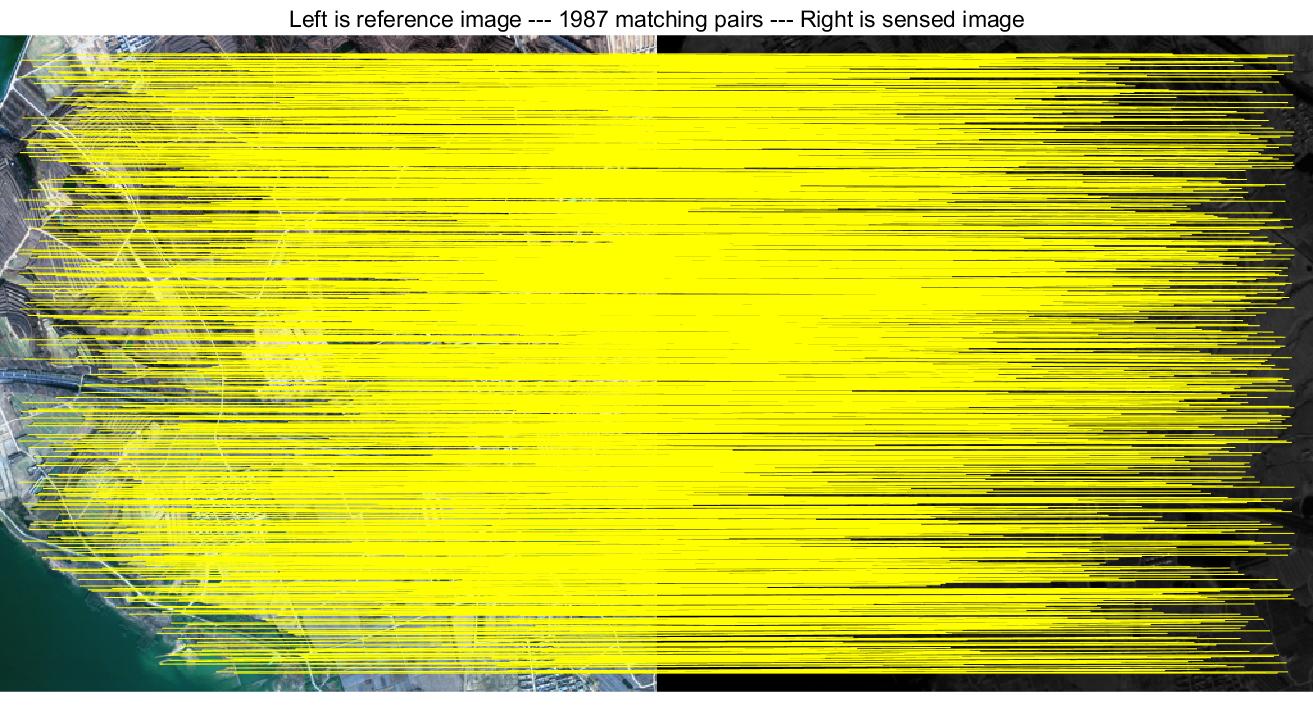 Left is reference image --- 1987 matching pairs --- Right is sensed image